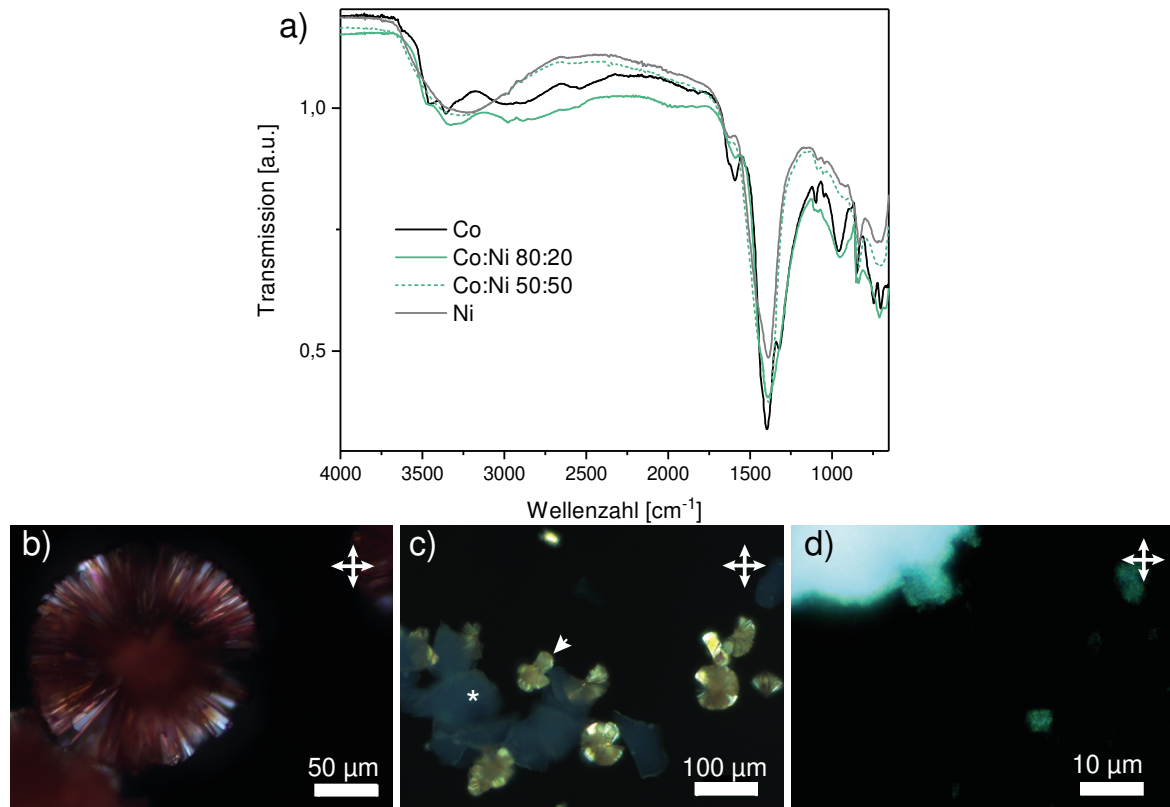 a)
Transmission [a.u.]
1,0
0,5
Co
Co:Ni 80:20
Co:Ni 50:50
Ni
4000 3500 3000 2500 2000 1500 1000
Wellenzahl [cm⁻¹]
b)
50 µm
c)
*
100 µm
d)
10 µm